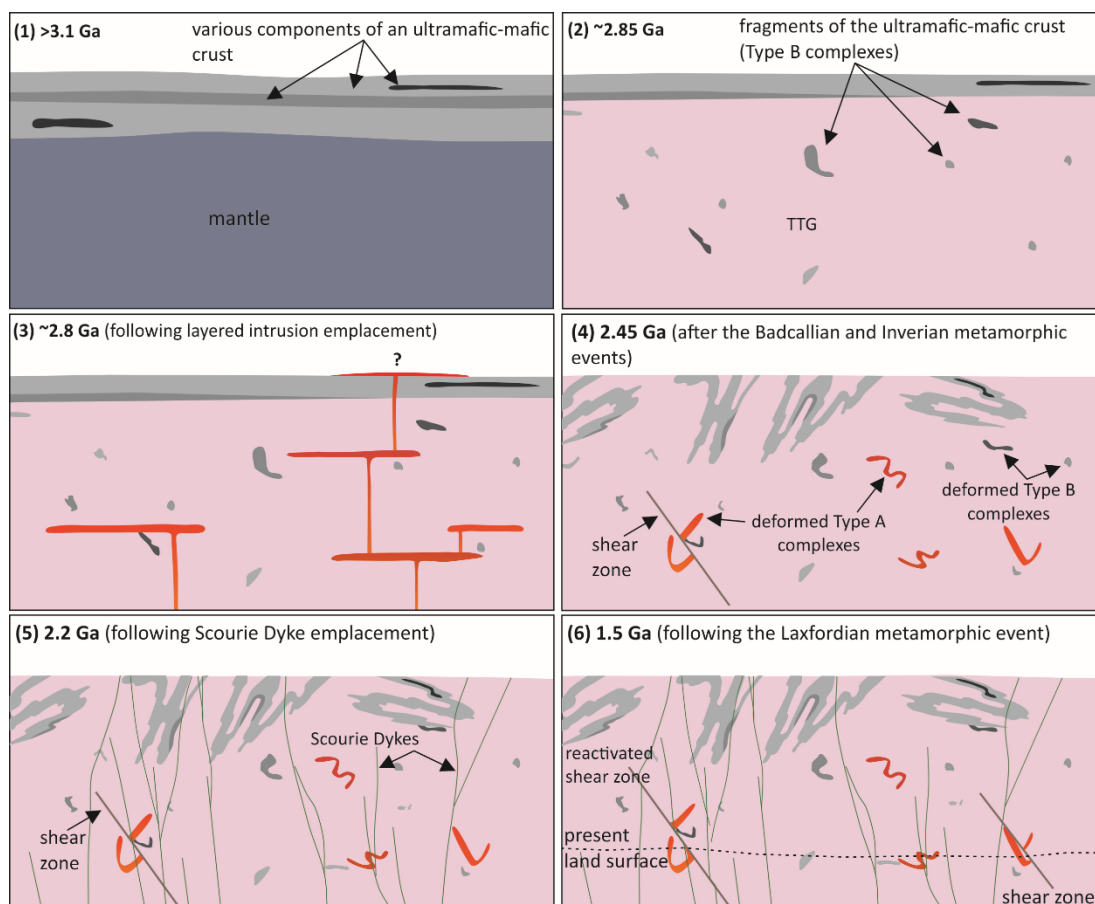 (1) >3.1 Ga
various components of an ultramafic-mafic
crust
mantle
(2) ~2.85 Ga
fragments of the ultramafic-mafic crust
(Type B complexes)
TTG
(3) ~2.8 Ga (following layered intrusion emplacement)
?
(4) 2.45 Ga (after the Badcallian and Inverian metamorphic
events)
shear
zone
deformed Type A
complexes
deformed Type B
complexes
(5) 2.2 Ga (following Scourie Dyke emplacement)
Scourie Dykes
shear
zone
(6) 1.5 Ga (following the Laxfordian metamorphic event)
reactivated
shear zone
present
land surface
shear zone